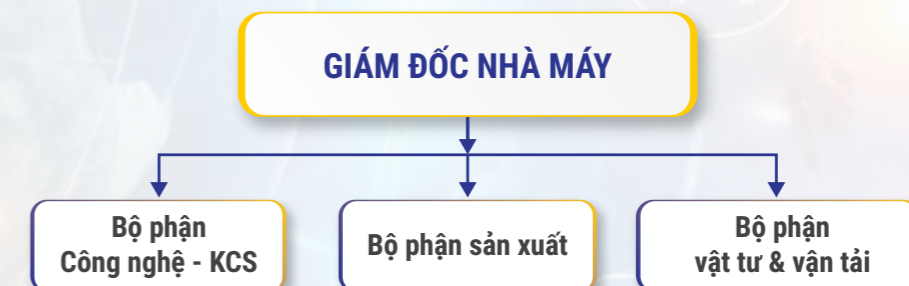 GIÁM ĐỐC NHÀ MÁY
Bộ phận
Công nghệ - KCS
Bộ phận sản xuất
Bộ phận
vật tư & vận tải